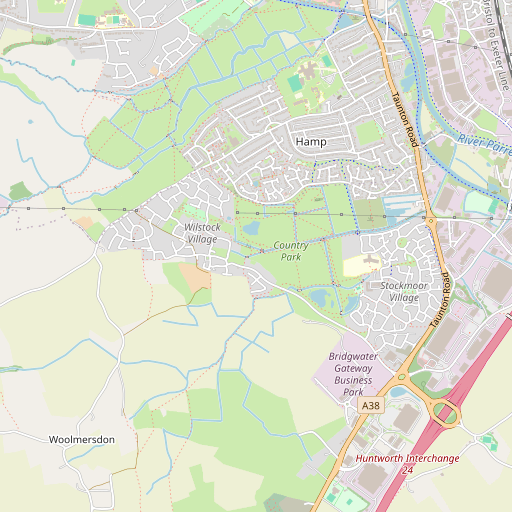 Bristol to Exeter Line
Taunton Road
Hamp
River Parre
Wilstock
Village
Country
Park
Stockmoor
Village
Taunton Road
Bridgwater
Gateway
Business
Park
A38
Woolmersdon
Huntworth Interchange
24